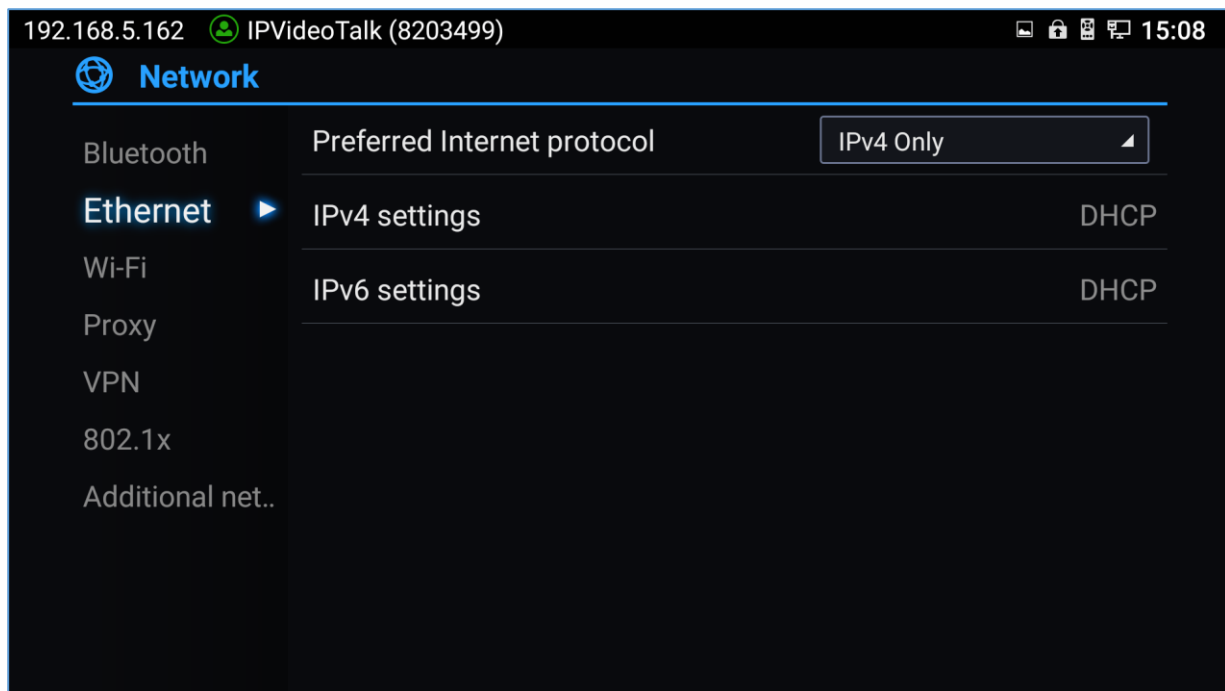 192.168.5.162 IPVideoTalk (8203499) 15:08
Network
Bluetooth
Ethernet
Wi-Fi
Proxy
VPN
802.1x
Additional net..
Preferred Internet protocol IPv4 Only
IPv4 settings DHCP
IPv6 settings DHCP